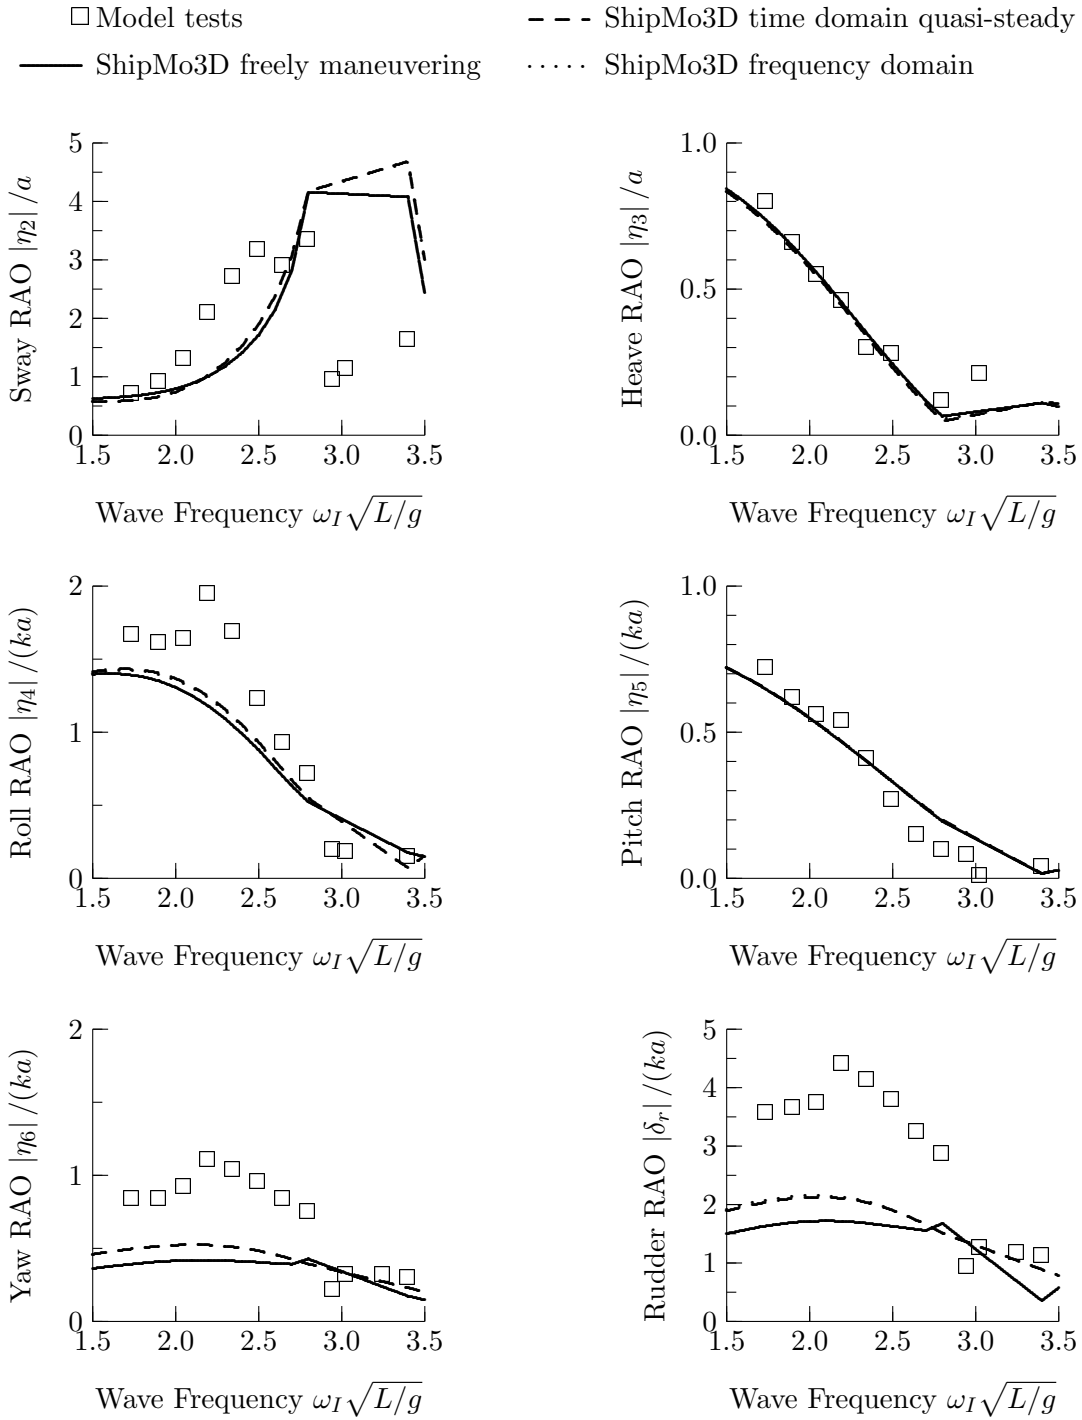 Model tests
ShipMo3D time domain quasi-steady
ShipMo3D freely maneuvering
ShipMo3D frequency domain
Sway RAO |η₂|/a
5
4
3
2
1
0
1.5 2.0 2.5 3.0 3.5
Wave Frequency ω_I√L/g
Heave RAO |η₃|/a
1.0
0.5
0.0
1.5 2.0 2.5 3.0 3.5
Wave Frequency ω_I√L/g
Roll RAO |η₄|/(ka)
2
1
0
1.5 2.0 2.5 3.0 3.5
Wave Frequency ω_I√L/g
Pitch RAO |η₅|/(ka)
1.0
0.5
0.0
1.5 2.0 2.5 3.0 3.5
Wave Frequency ω_I√L/g
Yaw RAO |η₆|/(ka)
2
1
0
1.5 2.0 2.5 3.0 3.5
Wave Frequency ω_I√L/g
Rudder RAO |δᵣ|/(ka)
5
4
3
2
1
0
1.5 2.0 2.5 3.0 3.5
Wave Frequency ω_I√L/g